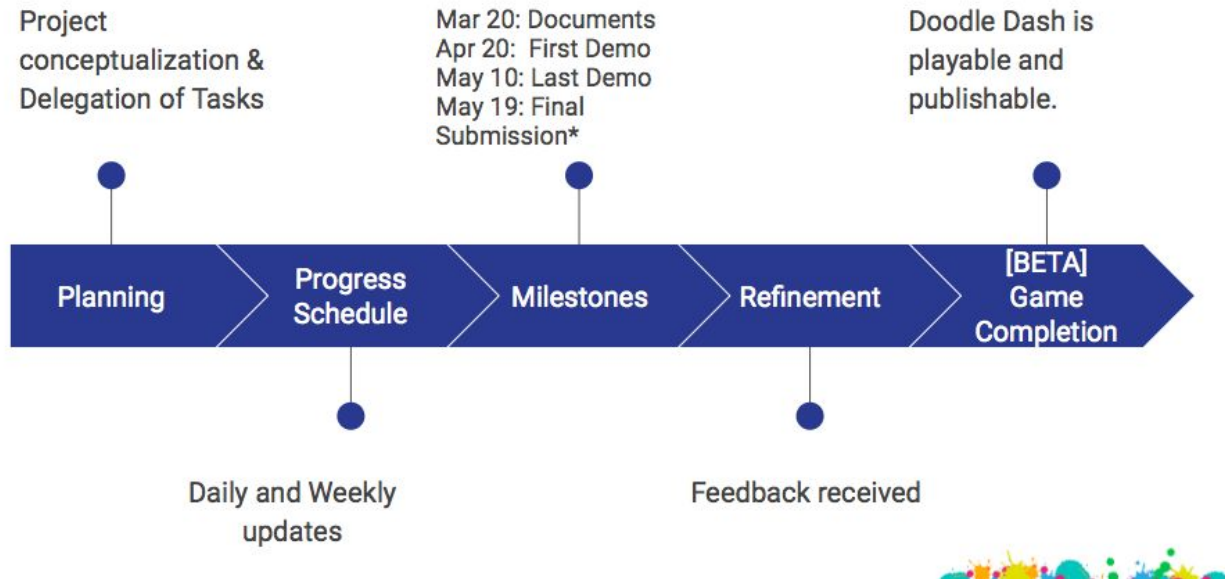 Project
conceptualization &
Delegation of Tasks
Mar 20: Documents
Apr 20: First Demo
May 10: Last Demo
May 19: Final
Submission*
Doodle Dash is
playable and
publishable.
Planning
Progress
Schedule
Milestones
Refinement
[BETA]
Game
Completion
Daily and Weekly
updates
Feedback received